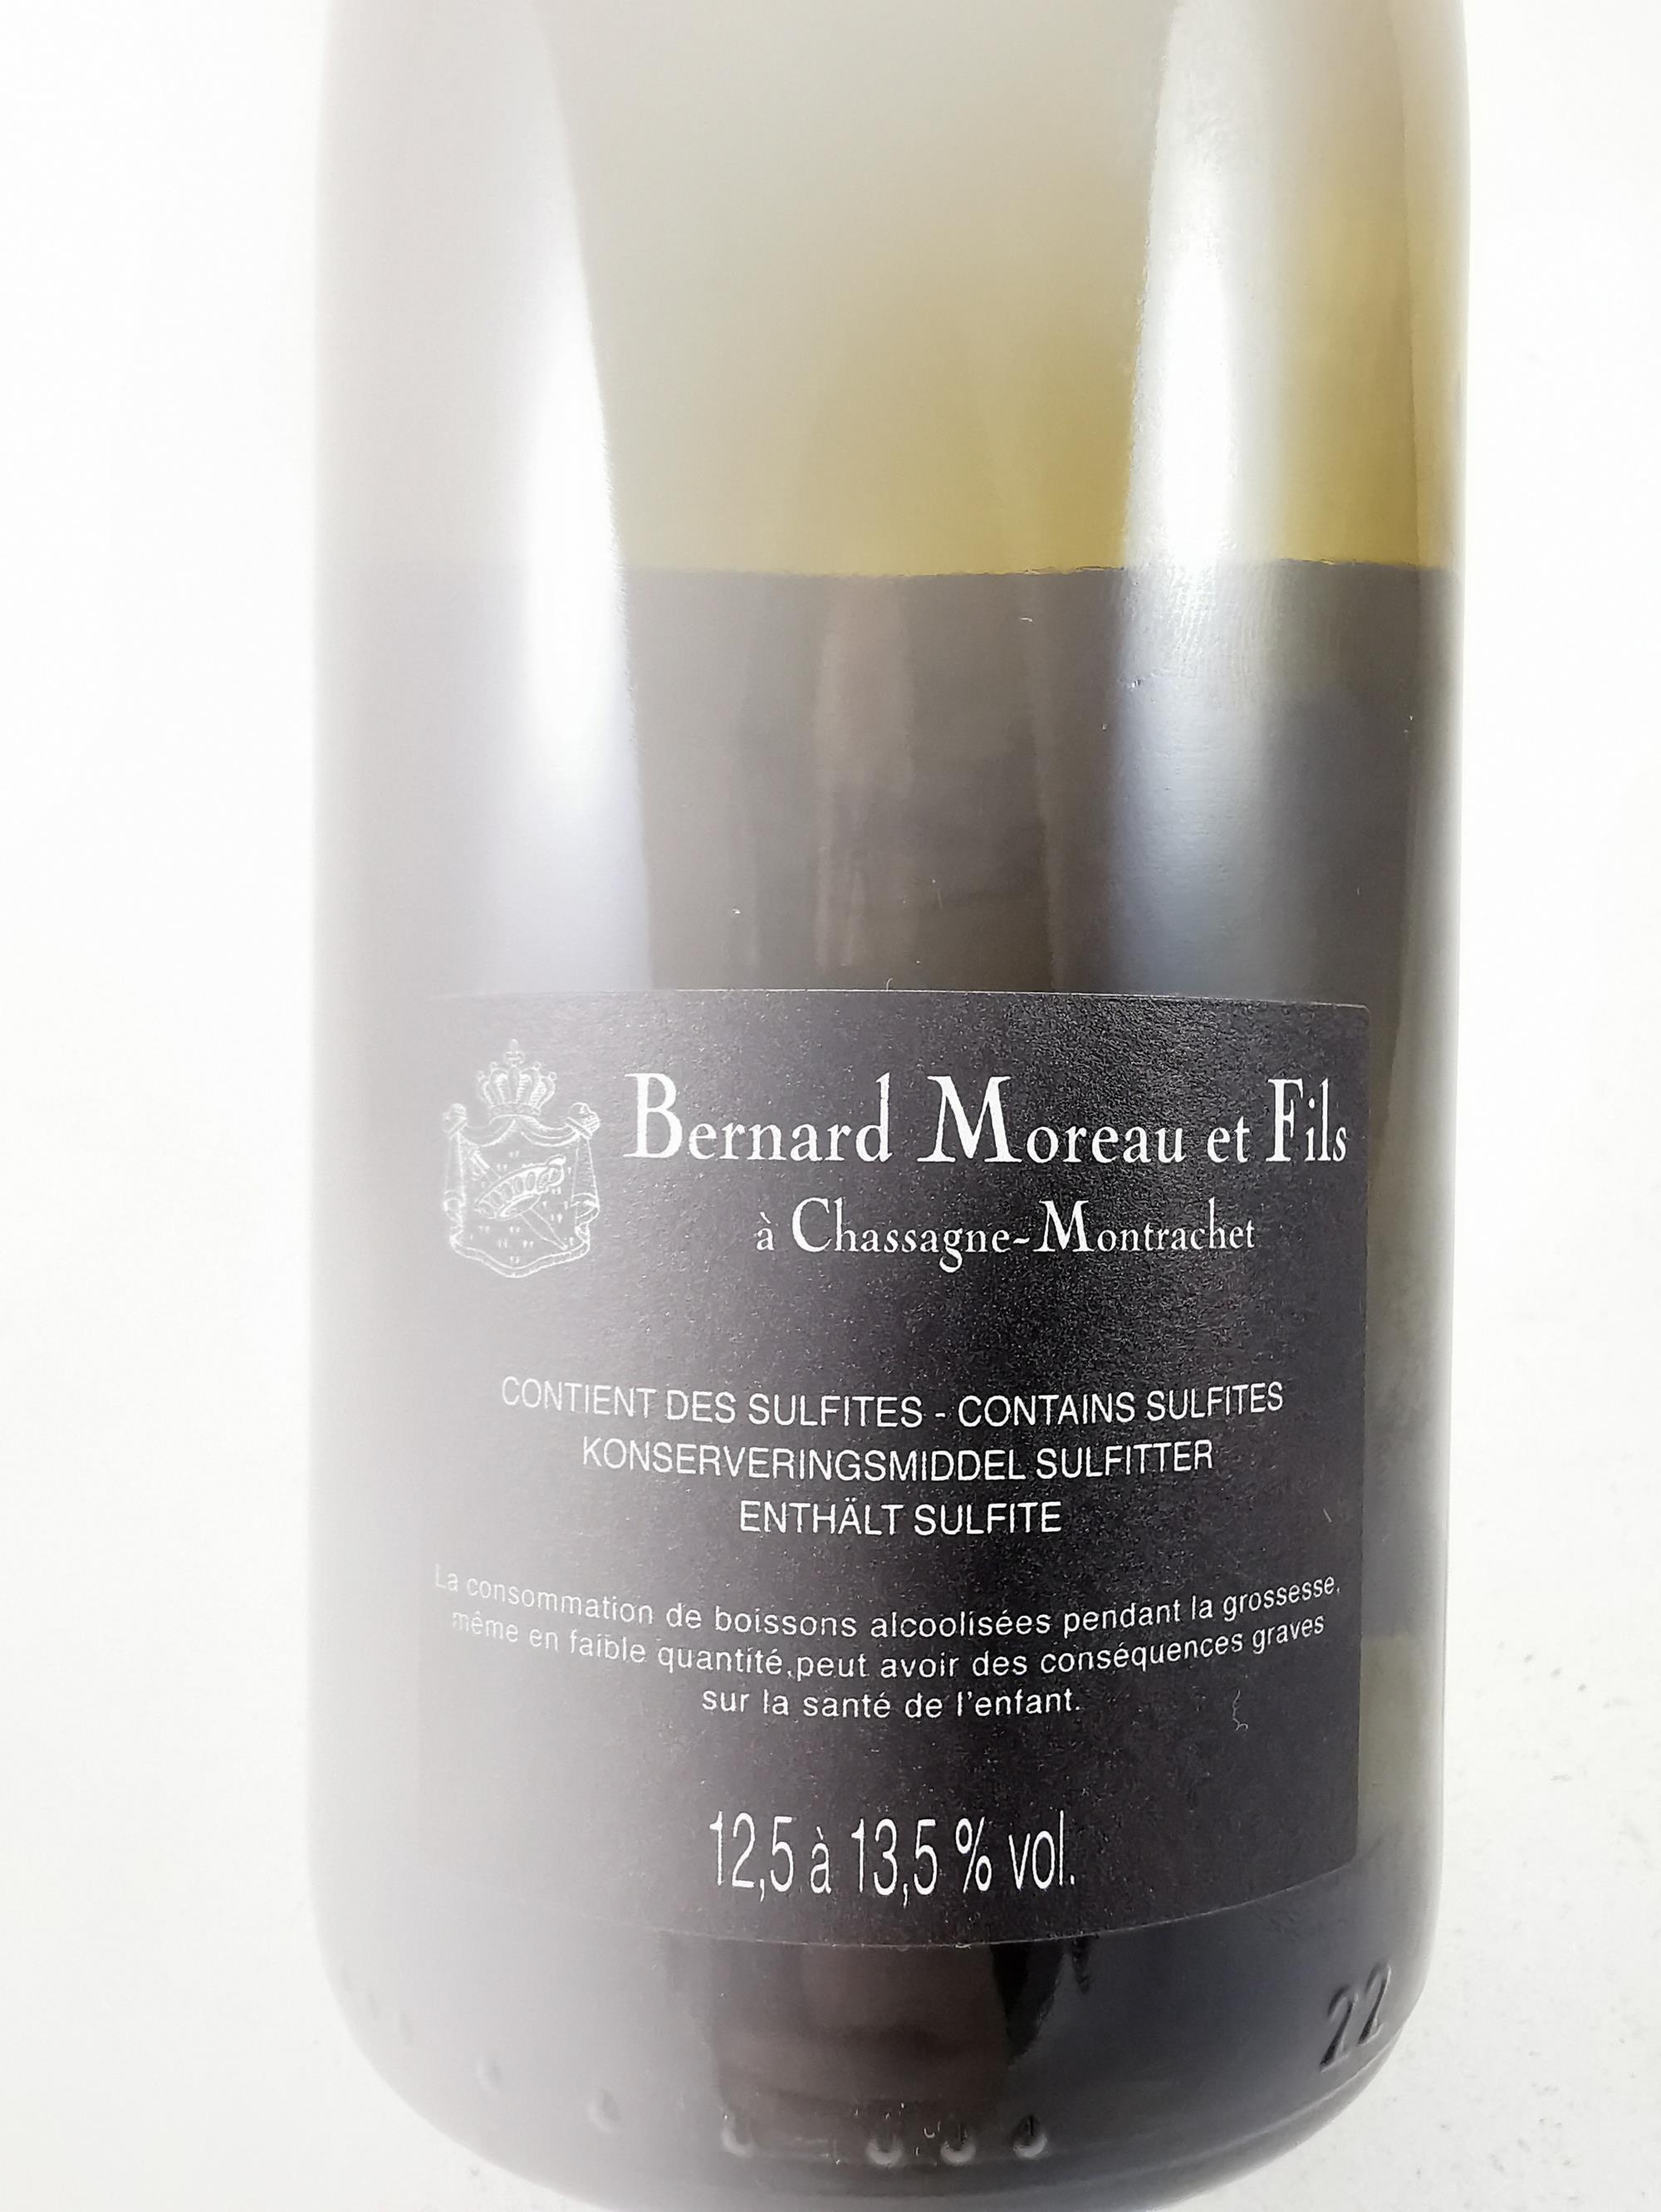 Bernard Moreau et Fils
à Chassagne-Montrachet
CONTIENT DES SULFITES - CONTAINS SULFITES
KONSERVERINGSMIDDEL SULFITTER
ENTHÄLT SULFITE
La consommation de boissons alcoolisées pendant la grossesse,
même en faible quantité,peut avoir des conséquences graves
sur la santé de l'enfant.
12,5 à 13,5 % vol.
22